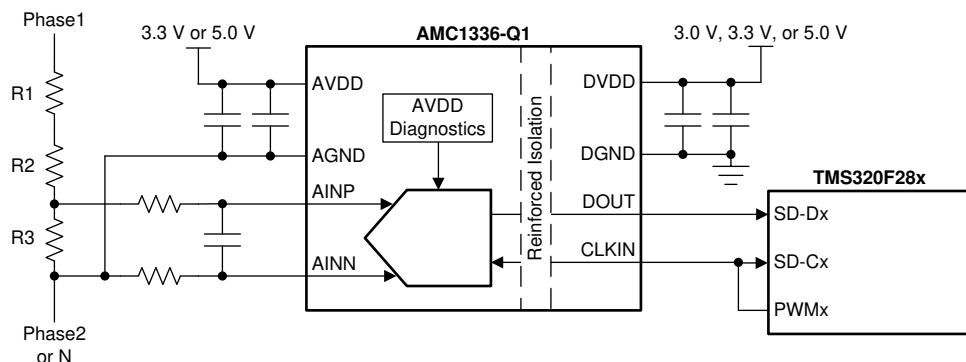 Phase1
3.3 V or 5.0 V
AMC1336-Q1
3.0 V, 3.3 V, or 5.0 V
R1
AVDD
DVDD
AVDD
Diagnostics
R2
AGND
DGND
Reinforced Isolation
TMS320F28x
AINP
DOUT
SD-Dx
R3
CLKIN
AINN
SD-Cx
PWMx
Phase2
or N